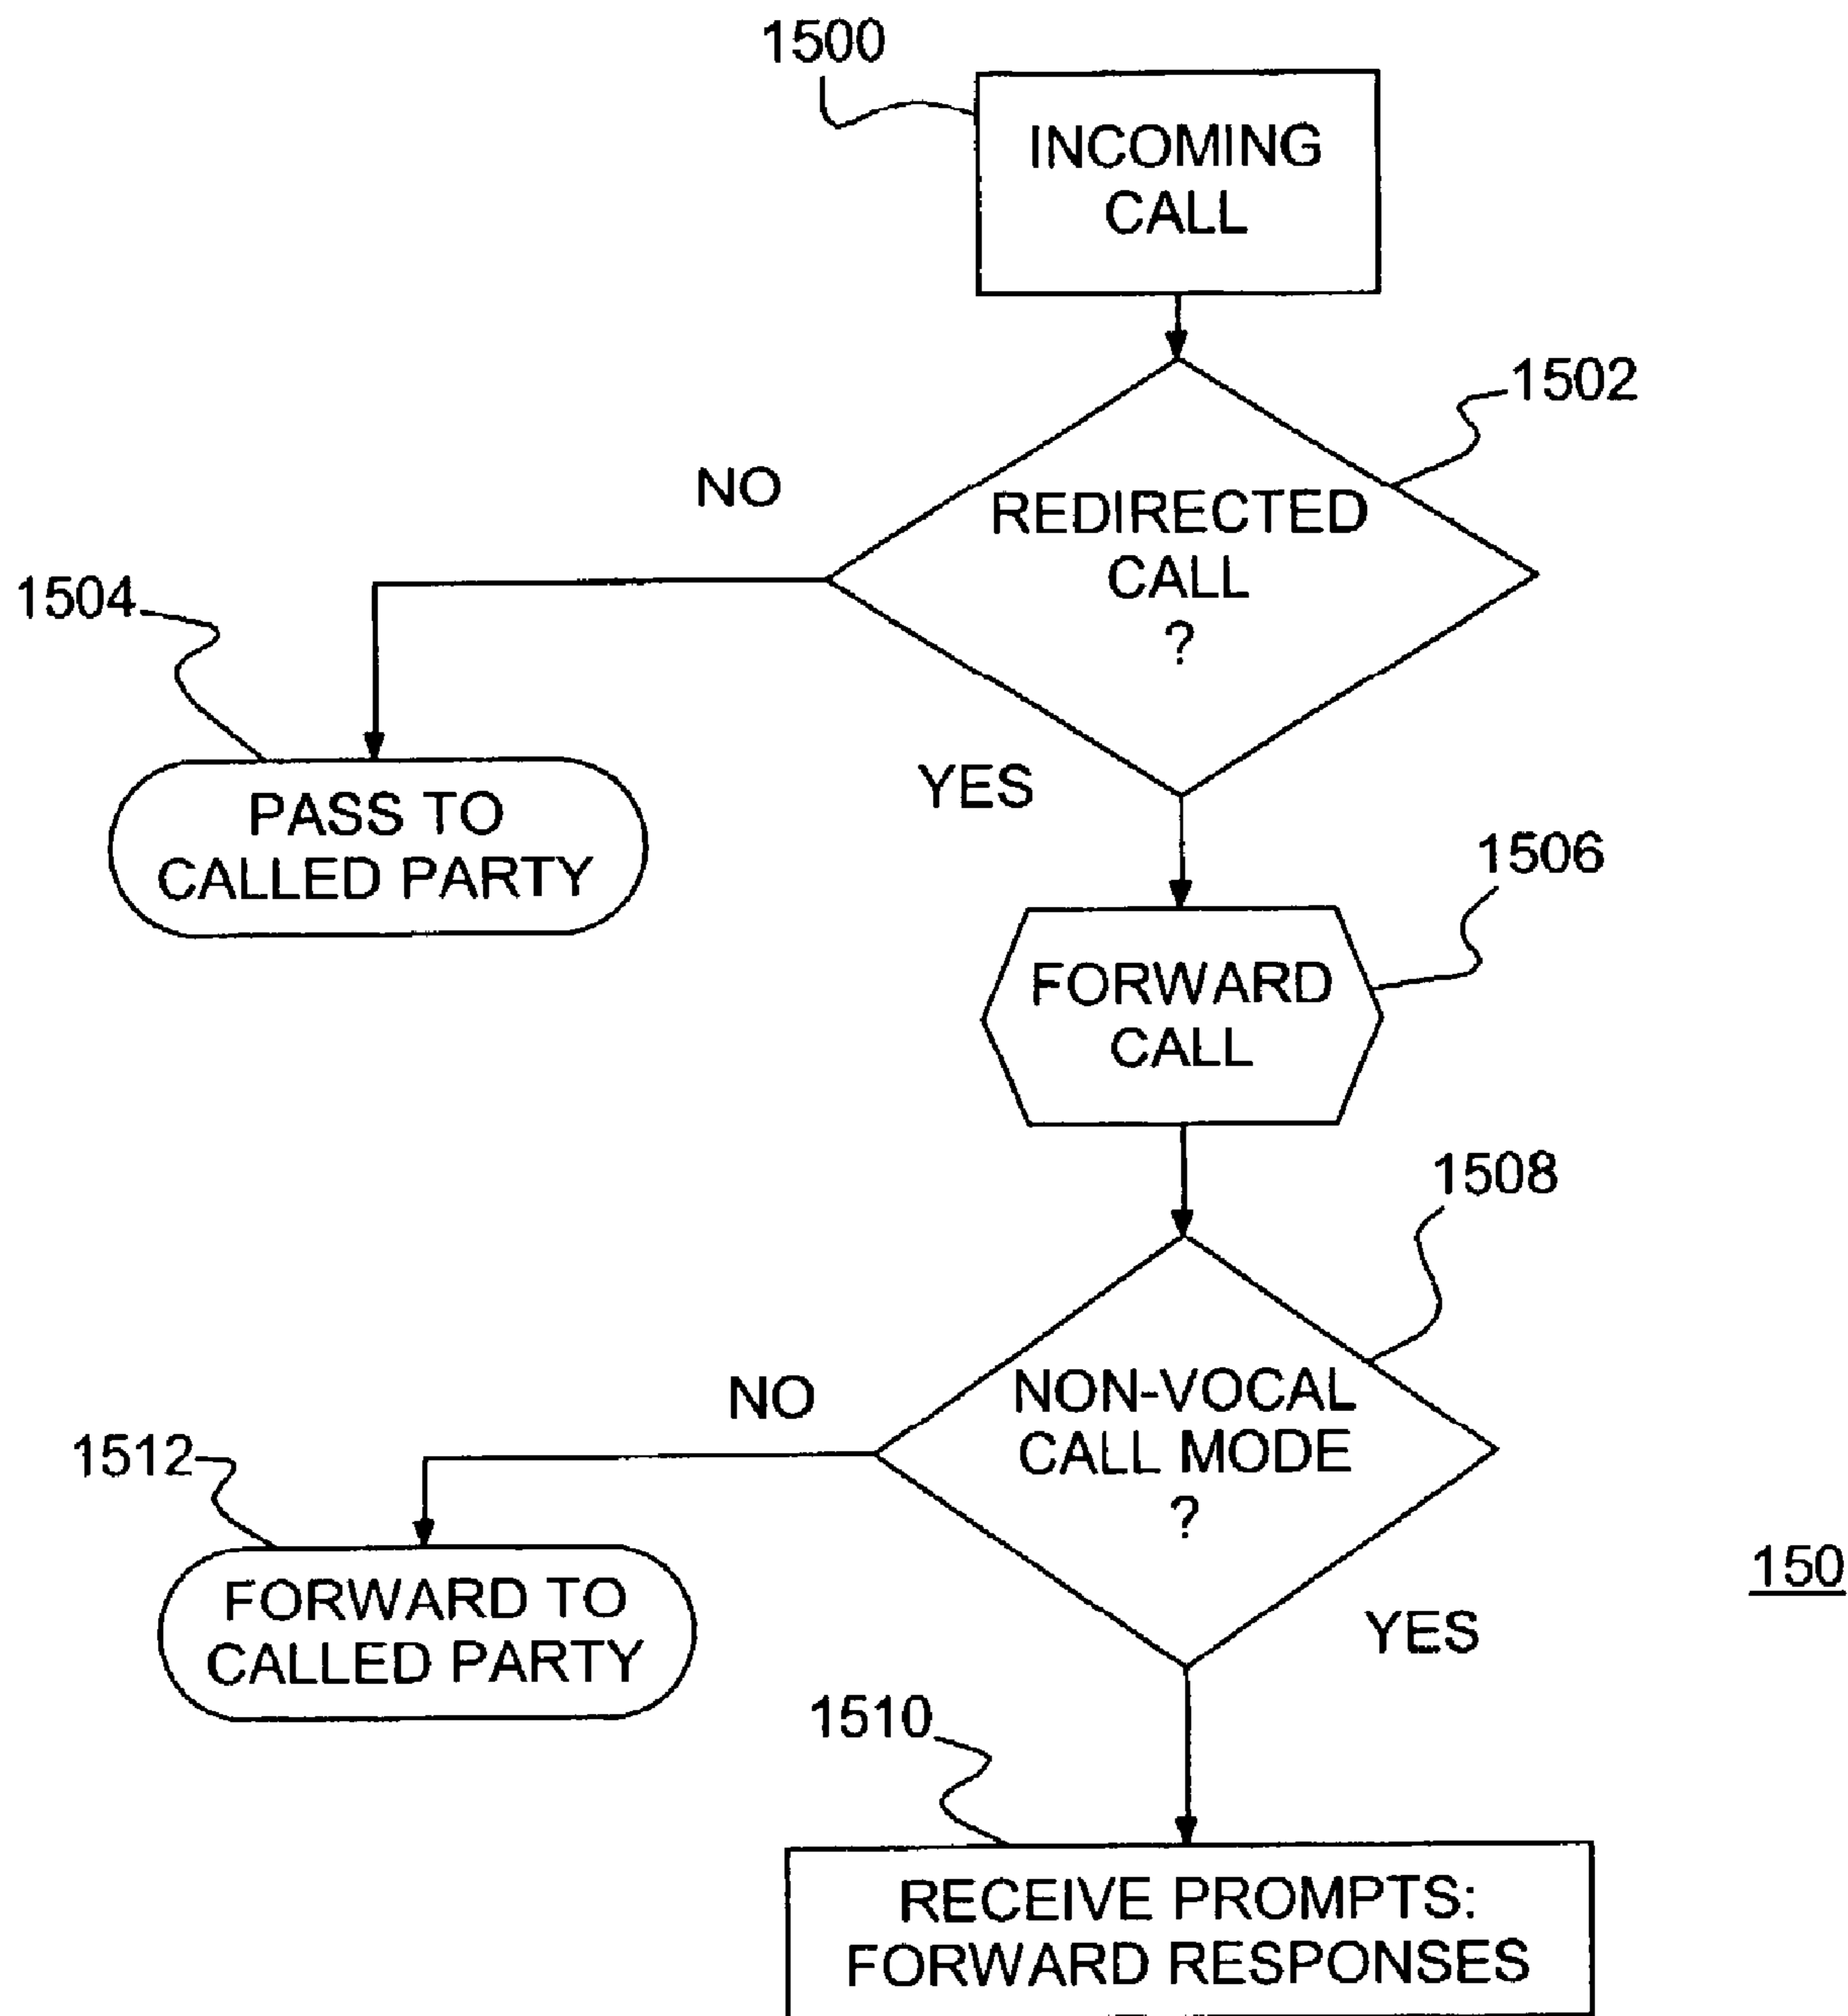 1500
INCOMING
CALL
1502
REDIRECTED
CALL
?
NO
1504
PASS TO
CALLED PARTY
YES
1506
FORWARD
CALL
1508
NON-VOCAL
CALL MODE
?
NO
1512
FORWARD TO
CALLED PARTY
YES
150
1510
RECEIVE PROMPTS:
FORWARD RESPONSES